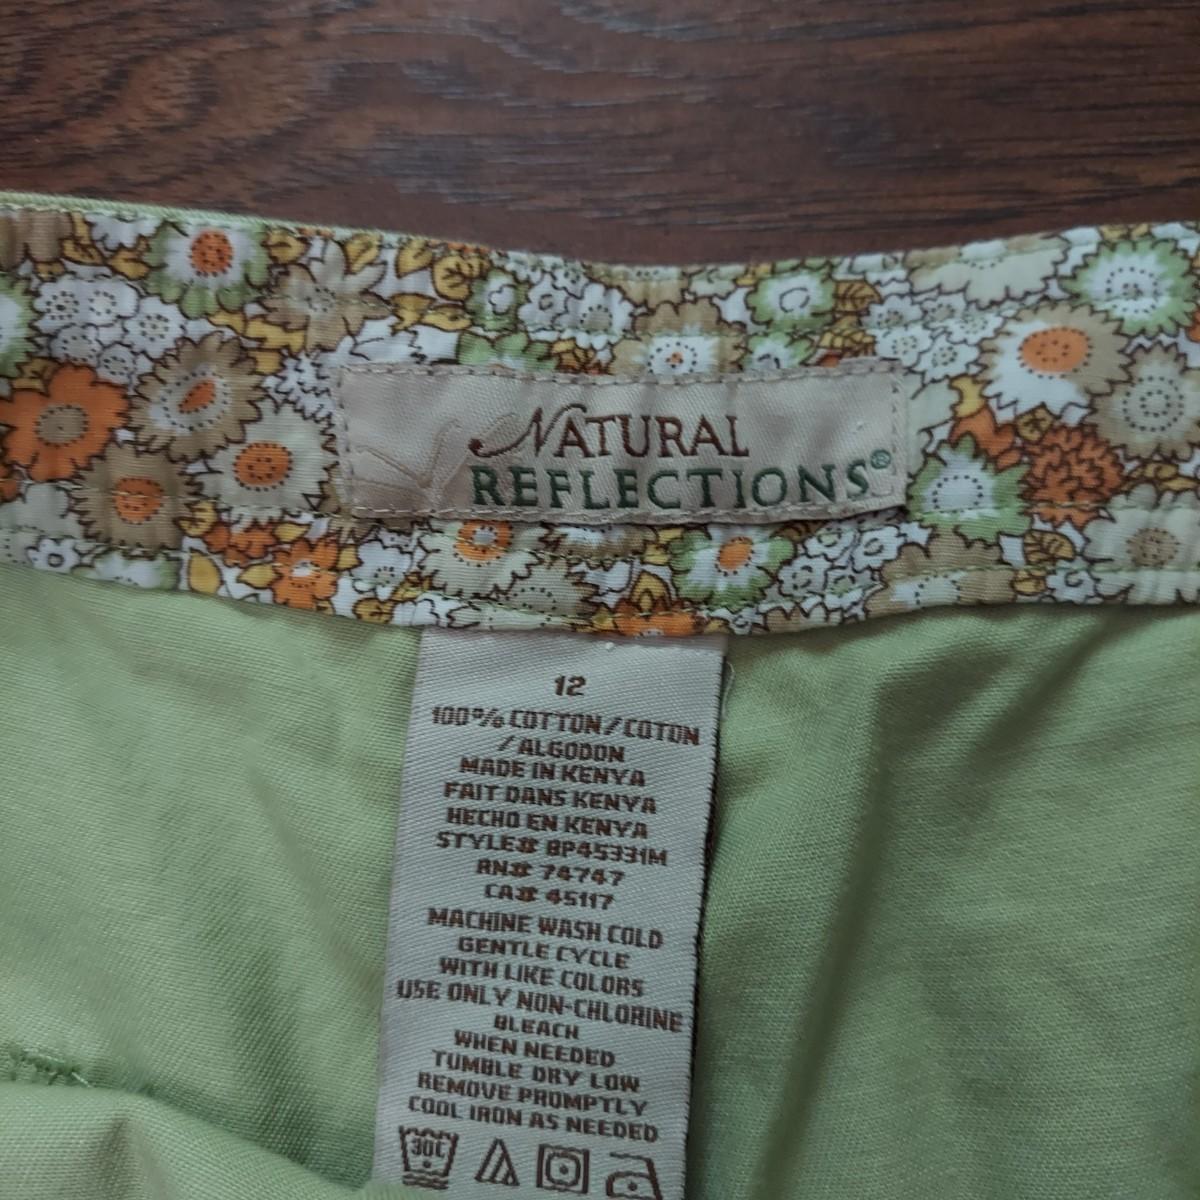 NATURAL
REFLECTIONS®
12
100% COTTON/COTON
/ALGODON
MADE IN KENYA
FAIT DANS KENYA
HECHO EN KENYA
STYLE# BP45331M
RN# 74747
CA# 45117
MACHINE WASH COLD
GENTLE CYCLE
WITH LIKE COLORS
USE ONLY NON-CHLORINE
BLEACH
WHEN NEEDED
TUMBLE DRY LOW
REMOVE PROMPTLY
COOL IRON AS NEEDED
30C